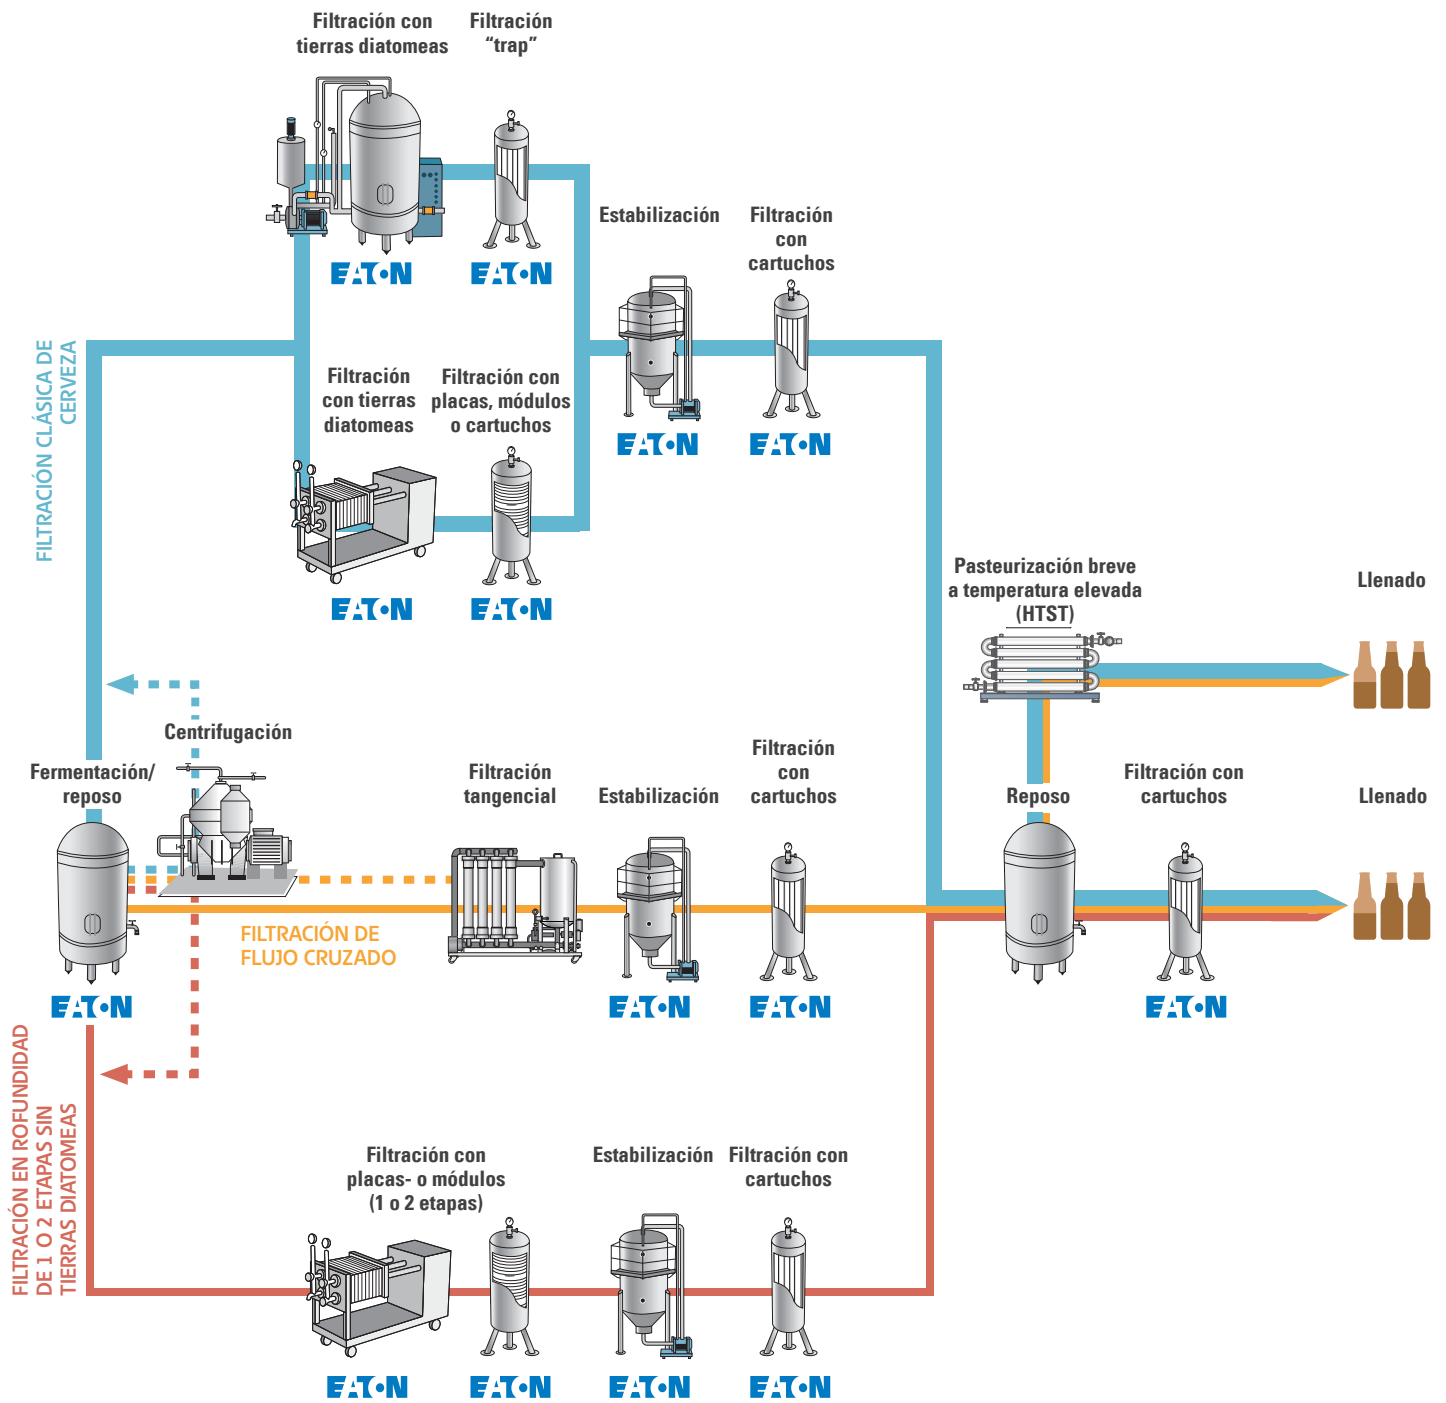 Filtración con
tierras diatomeas
Filtración
“trap”
EATON
EATON
Estabilización
Filtración
con
cartuchos
EATON
EATON
FILTRACIÓN CLÁSICA DE
CERVEZA
Filtración
con tierras
diatomeas
Filtración con
placas, módulos
o cartuchos
EATON
EATON
Pasteurización breve
a temperatura elevada
(HTST)
Llenado
Centrifugación
Fermentación/
reposo
EATON
Filtración
tangencial
Estabilización
Filtración
con
cartuchos
EATON
EATON
Reposo
Filtración con
cartuchos
EATON
Llenado
FILTRACIÓN DE
FLUJO CRUZADO
FILTRACIÓN EN ROFUNDIDAD
DE 1 O 2 ETAPAS SIN
TIERRAS DIATOMEAS
Filtración con
placas- o módulos
(1 o 2 etapas)
Estabilización
Filtración con
cartuchos
EATON
EATON
EATON
EATON